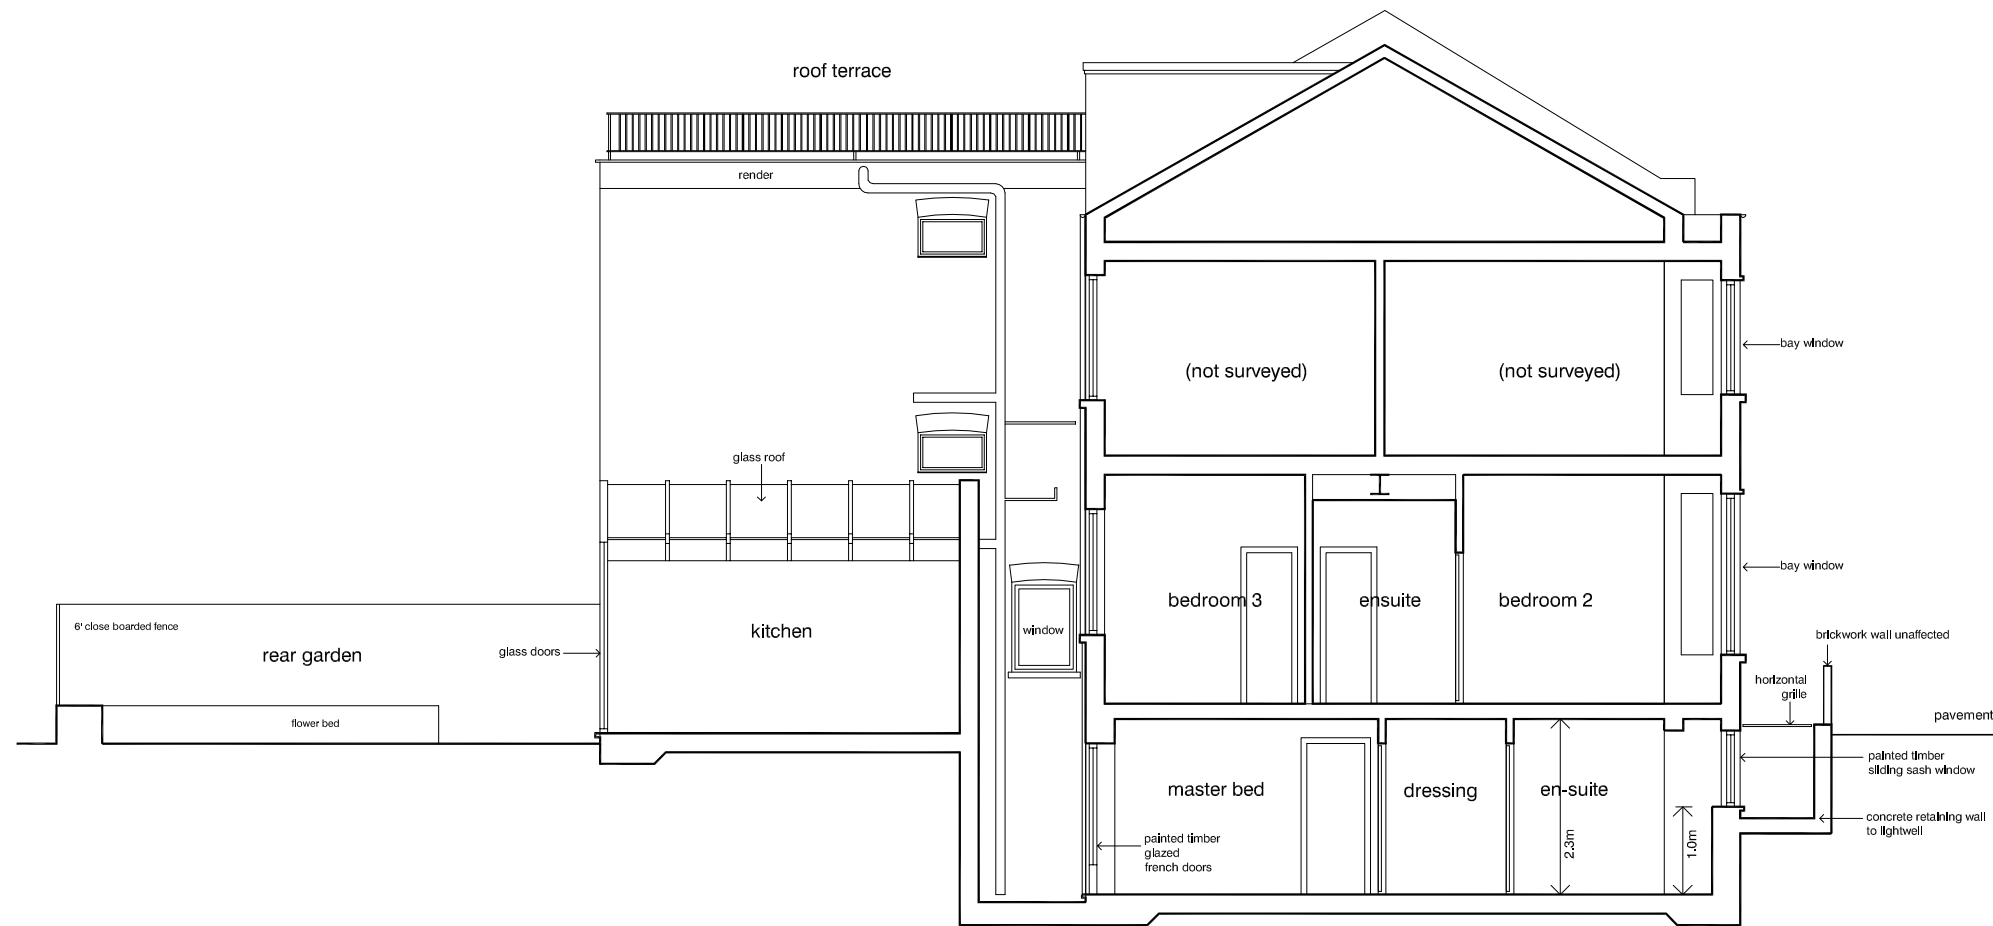 roof terrace
render
(not surveyed)
(not surveyed)
bay window
glass roof
bay window
bedroom 3
ensuite
bedroom 2
kitchen
window
6' close boarded fence
rear garden
glass doors
brickwork wall unaffected
horizontal
grille
pavement
flower bed
painted timber
sliding sash window
master bed
dressing
en-suite
2.3m
1.0m
concrete retaining wall
to lightwell
painted timber
glazed
french doors